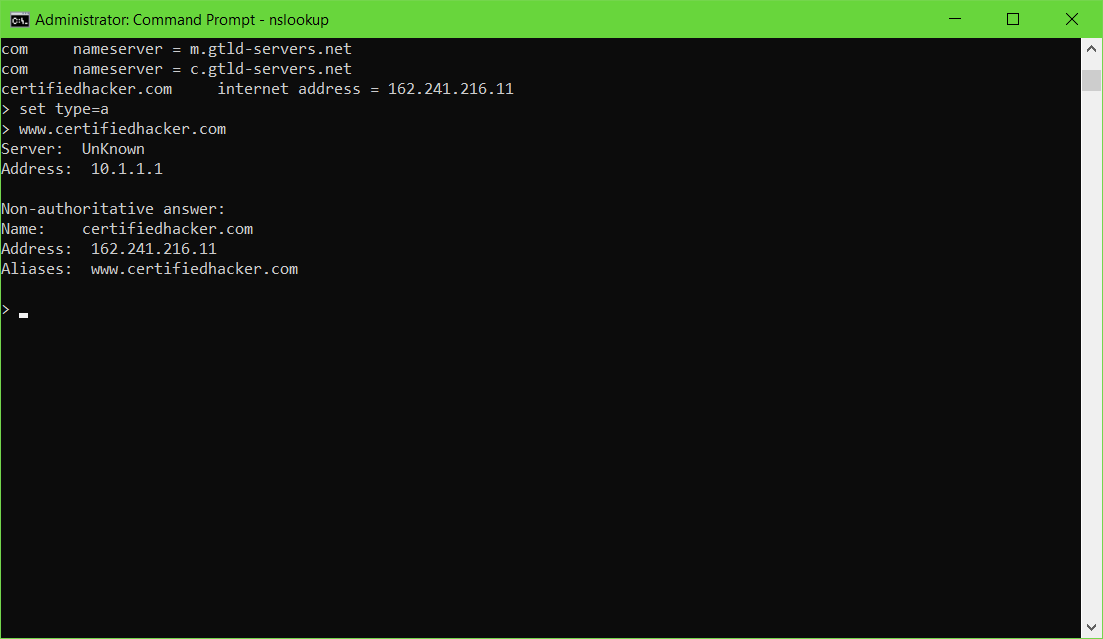 Administrator: Command Prompt - nslookup
com     nameserver = m.gtld-servers.net
com     nameserver = c.gtld-servers.net
certifiedhacker.com     internet address = 162.241.216.11
> set type=a
> www.certifiedhacker.com
Server:  UnKnown
Address:  10.1.1.1

Non-authoritative answer:
Name:    certifiedhacker.com
Address:  162.241.216.11
Aliases:  www.certifiedhacker.com

>